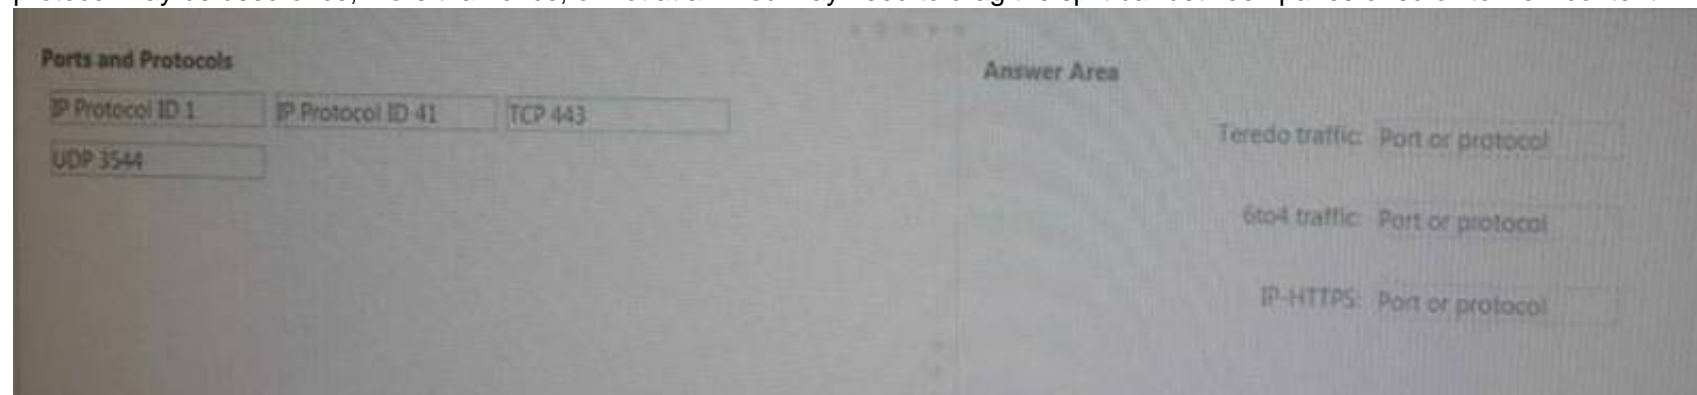 Ports and Protocols
IP Protocol ID 1
IP Protocol ID 41
TCP 443
UDP 3544
Answer Area
Teredo traffic: Port or protocol
6to4 traffic: Port or protocol
IP-HTTPS: Port or protocol